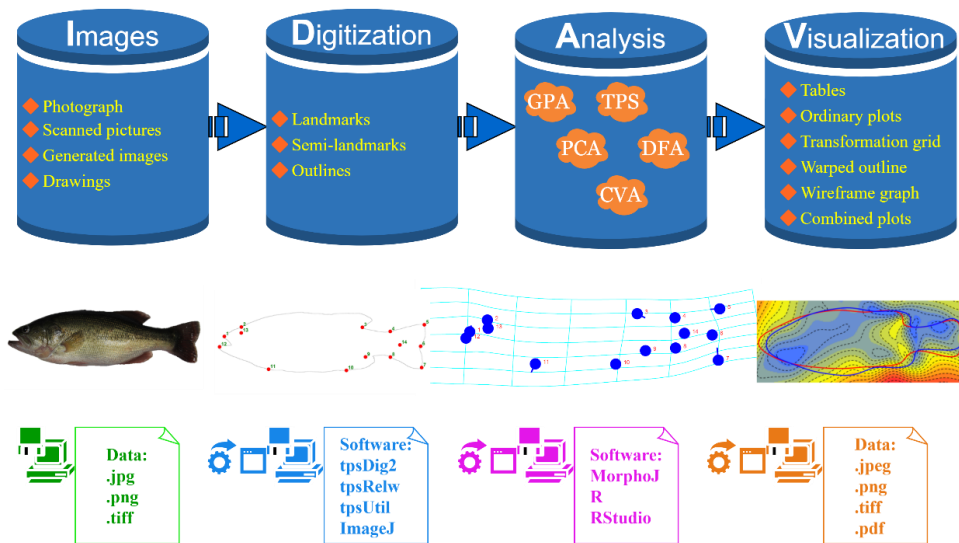 Images
Photograph
Scanned pictures
Generated images
Drawings
Digitization
Landmarks
Semi-landmarks
Outlines
Analysis
GPA
TPS
PCA
DFA
CVA
Visualization
Tables
Ordinary plots
Transformation grid
Warped outline
Wireframe graph
Combined plots
Data:
.jpg
.png
.tiff
Software:
tpsDig2
tpsRelw
tpsUtil
ImageJ
Software:
MorphoJ
R
RStudio
Data:
.jpeg
.png
.tiff
.pdf